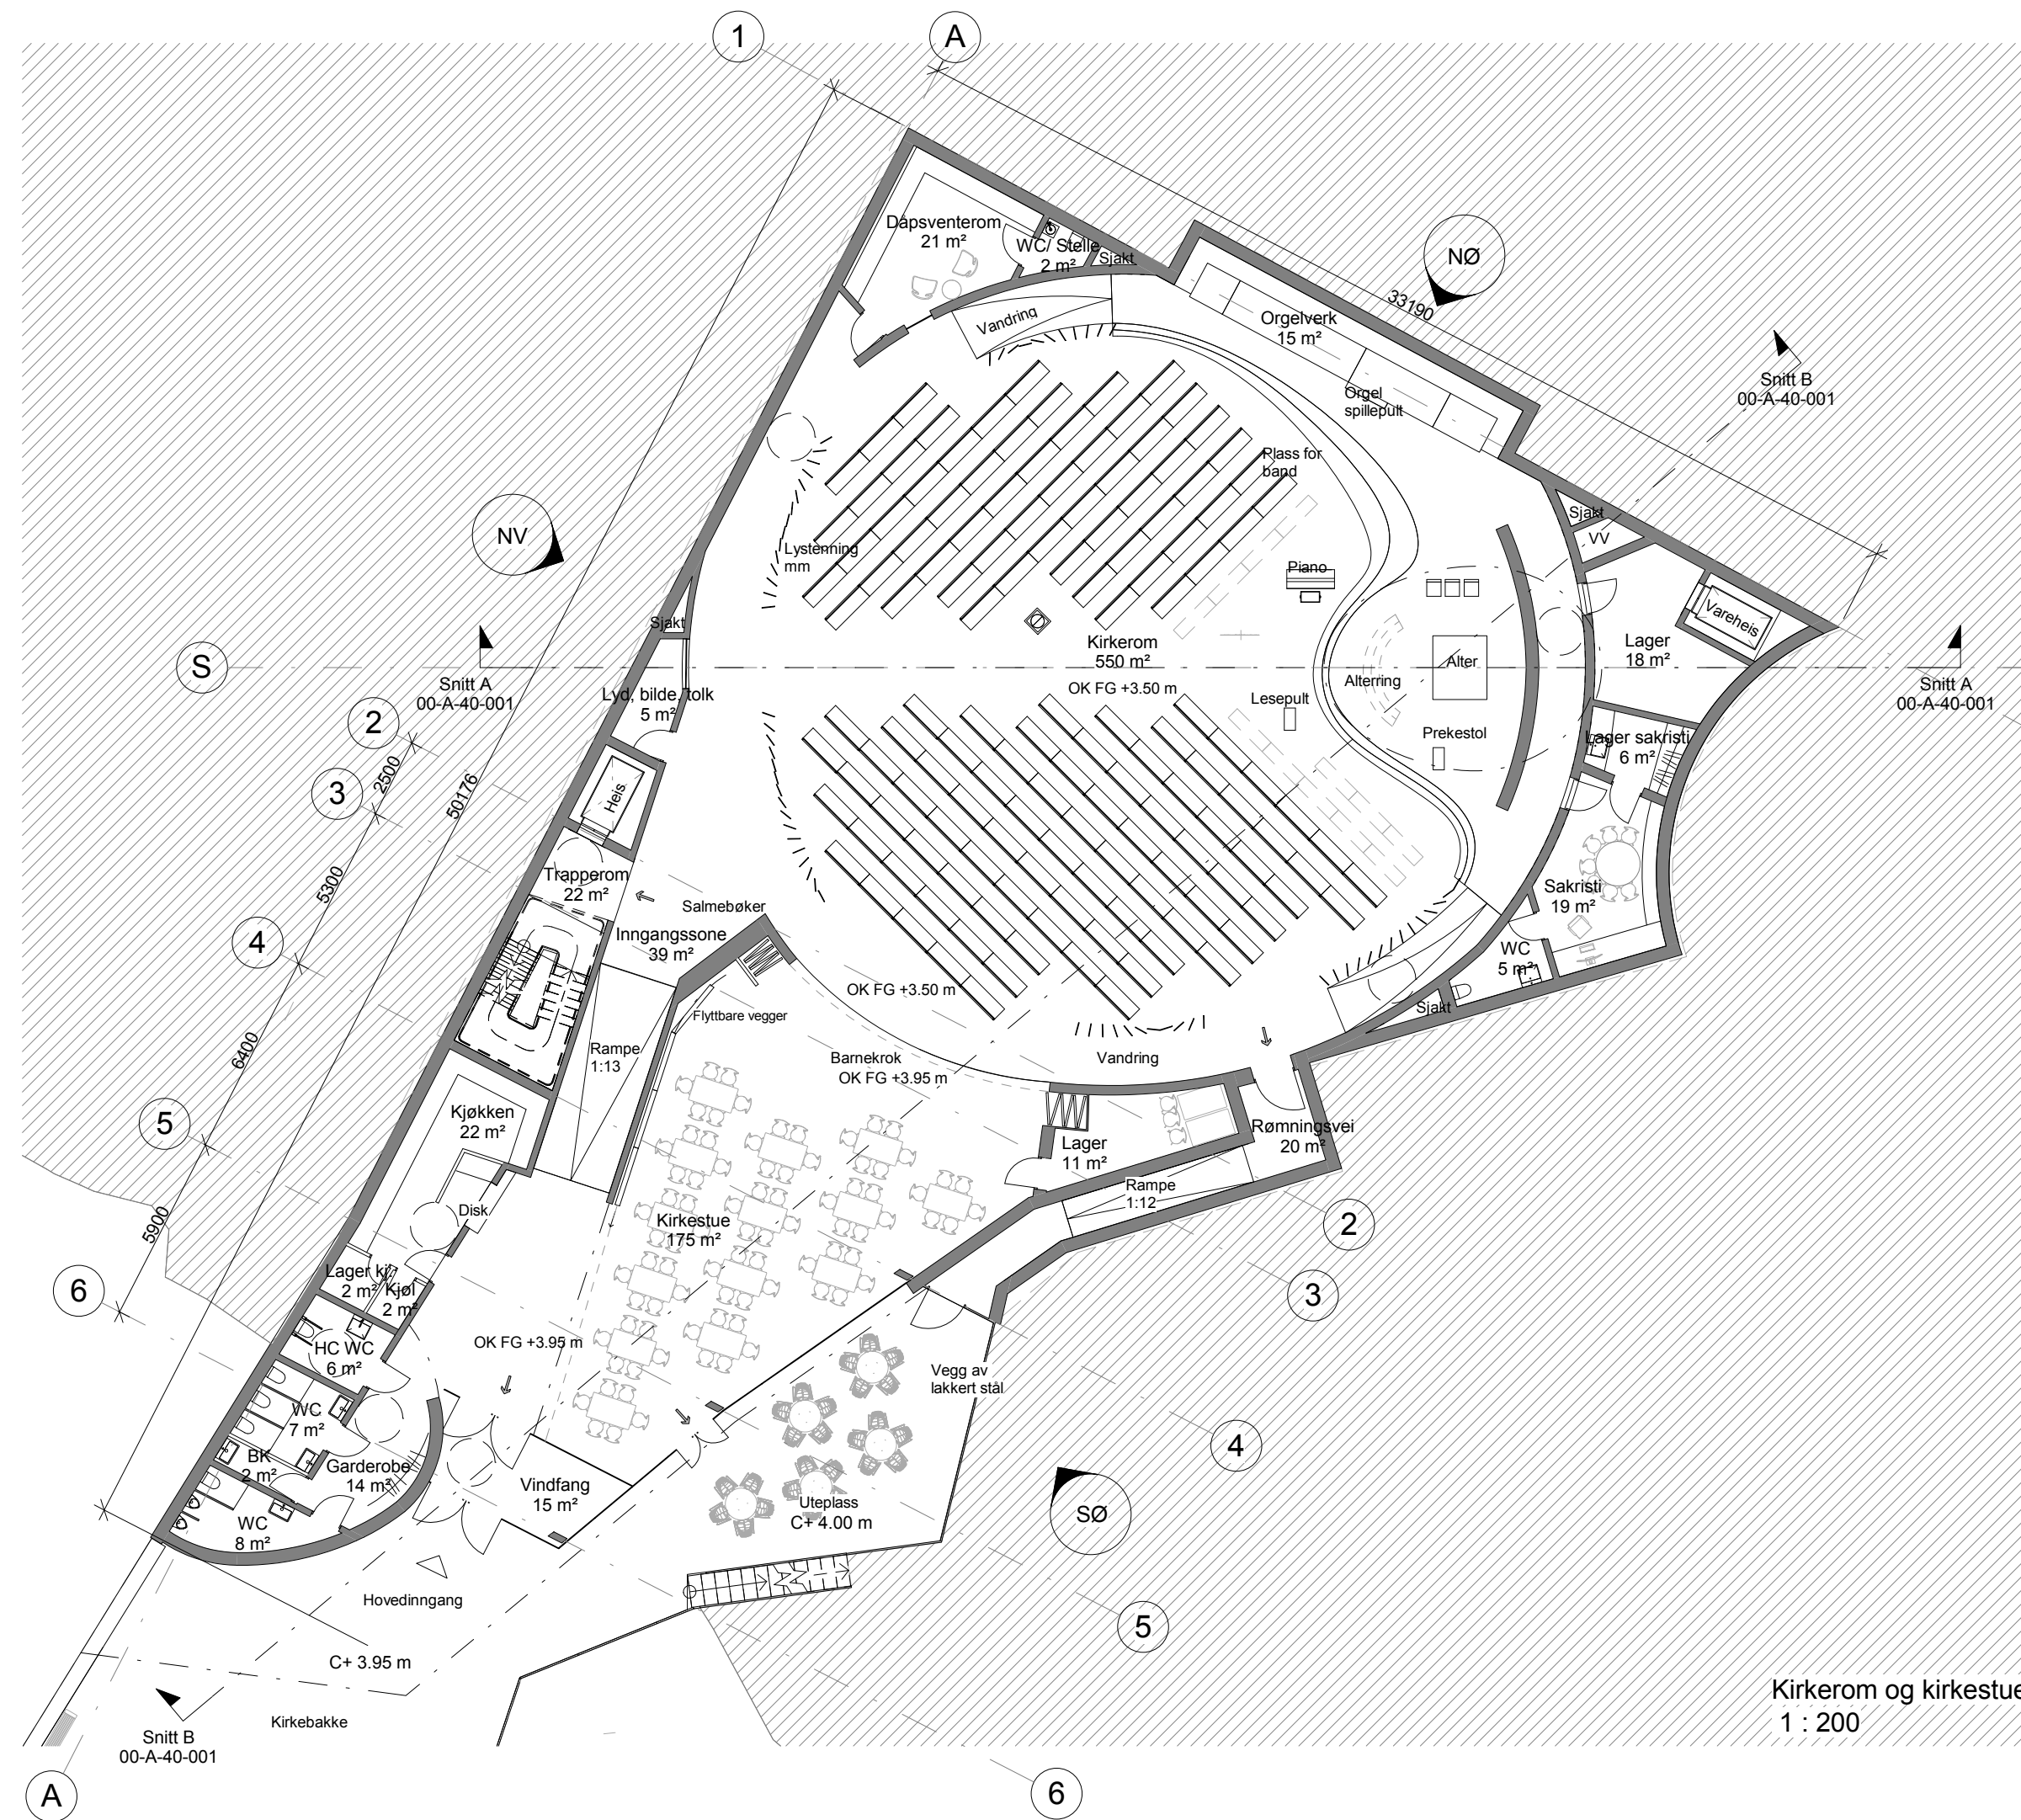 1
A
Dåpsventerom
21 m²
WC/ Stelle
2 m²
Sjakt
NØ
33190
Vandring
Orgelverk
15 m²
Snitt B
00-A-40-001
Orgel
spillepult
Plass for
band
NV
Lystenning
mm
Sjakt
VV
Piano
Vareheis
Sjakt
Kirkerom
550 m²
Lager
18 m²
S
Alter
Snitt A
00-A-40-001
Lyd, bilde, tolk
5 m²
OK FG +3.50 m
Alterring
Snitt A
00-A-40-001
Lesepult
2
Prekestol
Lager sakristi
6 m²
2500
3
50176
Heis
5300
Trapperom
22 m²
Sakristi
19 m²
Salmebøker
4
Inngangssone
39 m²
WC
5 m²
OK FG +3.50 m
Sjakt
Flyttbare vegger
6400
Rampe
1:13
Barnekrok
OK FG +3.95 m
Vandring
5
Kjøkken
22 m²
Rømningsvei
20 m²
Lager
11 m²
Rampe
1:12
5900
Disk
Kirkestue
175 m²
2
Lager kj.
2 m²
Kjøl
2 m²
6
3
HC WC
6 m²
OK FG +3.95 m
Vegg av
lakkert stål
WC
7 m²
4
BK
2 m²
Garderobe
14 m²
Vindfang
15 m²
Uteplass
C+ 4.00 m
SØ
WC
8 m²
Hovedinngang
5
C+ 3.95 m
Kirkebakke
Snitt B
00-A-40-001
Kirkerom og kirkestue
1 : 200
A
6